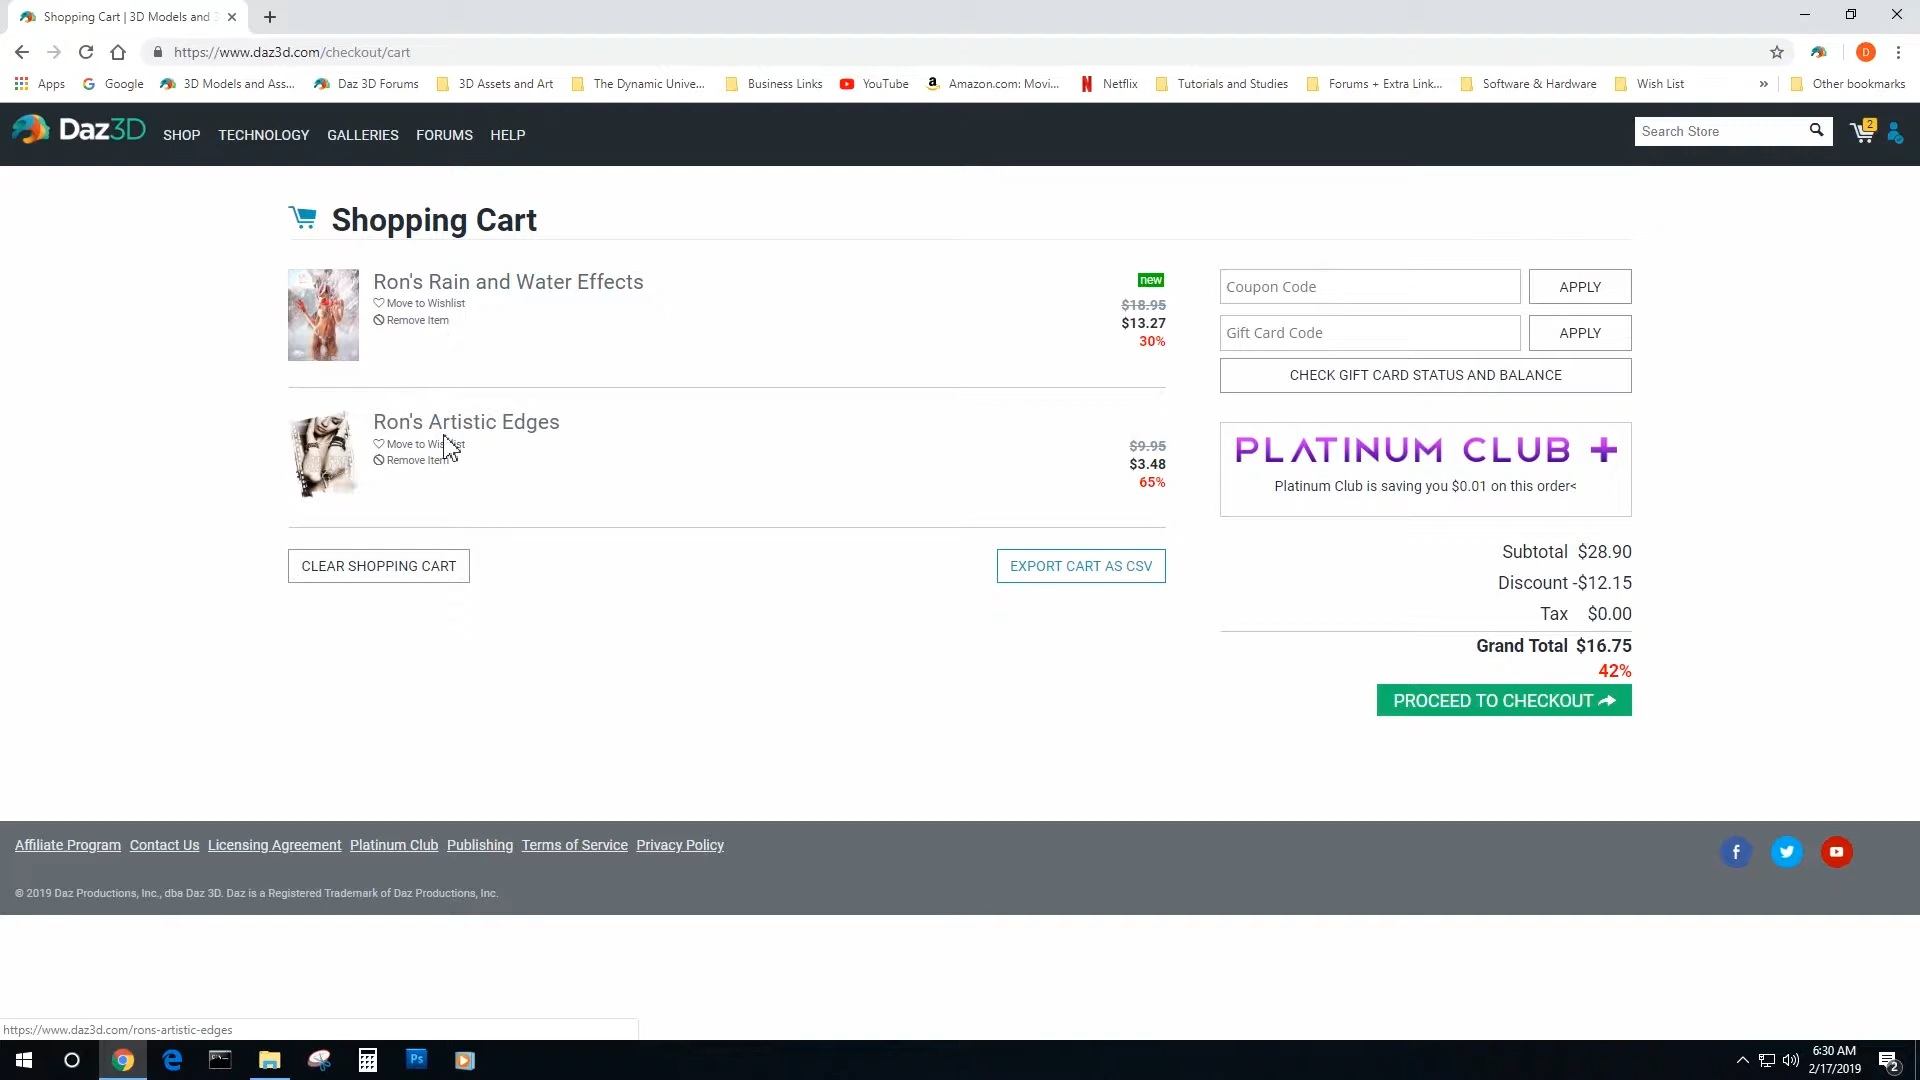 Shopping Cart | 3D Models and 3
https://www.daz3d.com/checkout/cart
D
Apps
Google
3D Models and Ass...
Daz 3D Forums
3D Assets and Art
The Dynamic Unive...
Business Links
YouTube
Amazon.com: Movi...
Netflix
Tutorials and Studies
Forums + Extra Link...
Software & Hardware
Wish List
»
Other bookmarks
Daz3D
SHOP
TECHNOLOGY
GALLERIES
FORUMS
HELP
Search Store
2
Shopping Cart
Ron's Rain and Water Effects
Move to Wishlist
Remove Item
new
$18.95
$13.27
30%
Ron's Artistic Edges
Move to
Remove Item
$9.95
$3.48
65%
CLEAR SHOPPING CART
EXPORT CART AS CSV
Coupon Code
APPLY
Gift Card Code
APPLY
CHECK GIFT CARD STATUS AND BALANCE
PLATINUM CLUB +
Platinum Club is saving you $0.01 on this order<
Subtotal $28.90
Discount -$12.15
Tax $0.00
Grand Total $16.75
42%
PROCEED TO CHECKOUT
Affiliate Program Contact Us Licensing Agreement Platinum Club Publishing Terms of Service Privacy Policy
© 2019 Daz Productions, Inc., dba Daz 3D. Daz is a Registered Trademark of Daz Productions, Inc.
https://www.daz3d.com/rons-artistic-edges
Ps
6:30 AM
2/17/2019
2